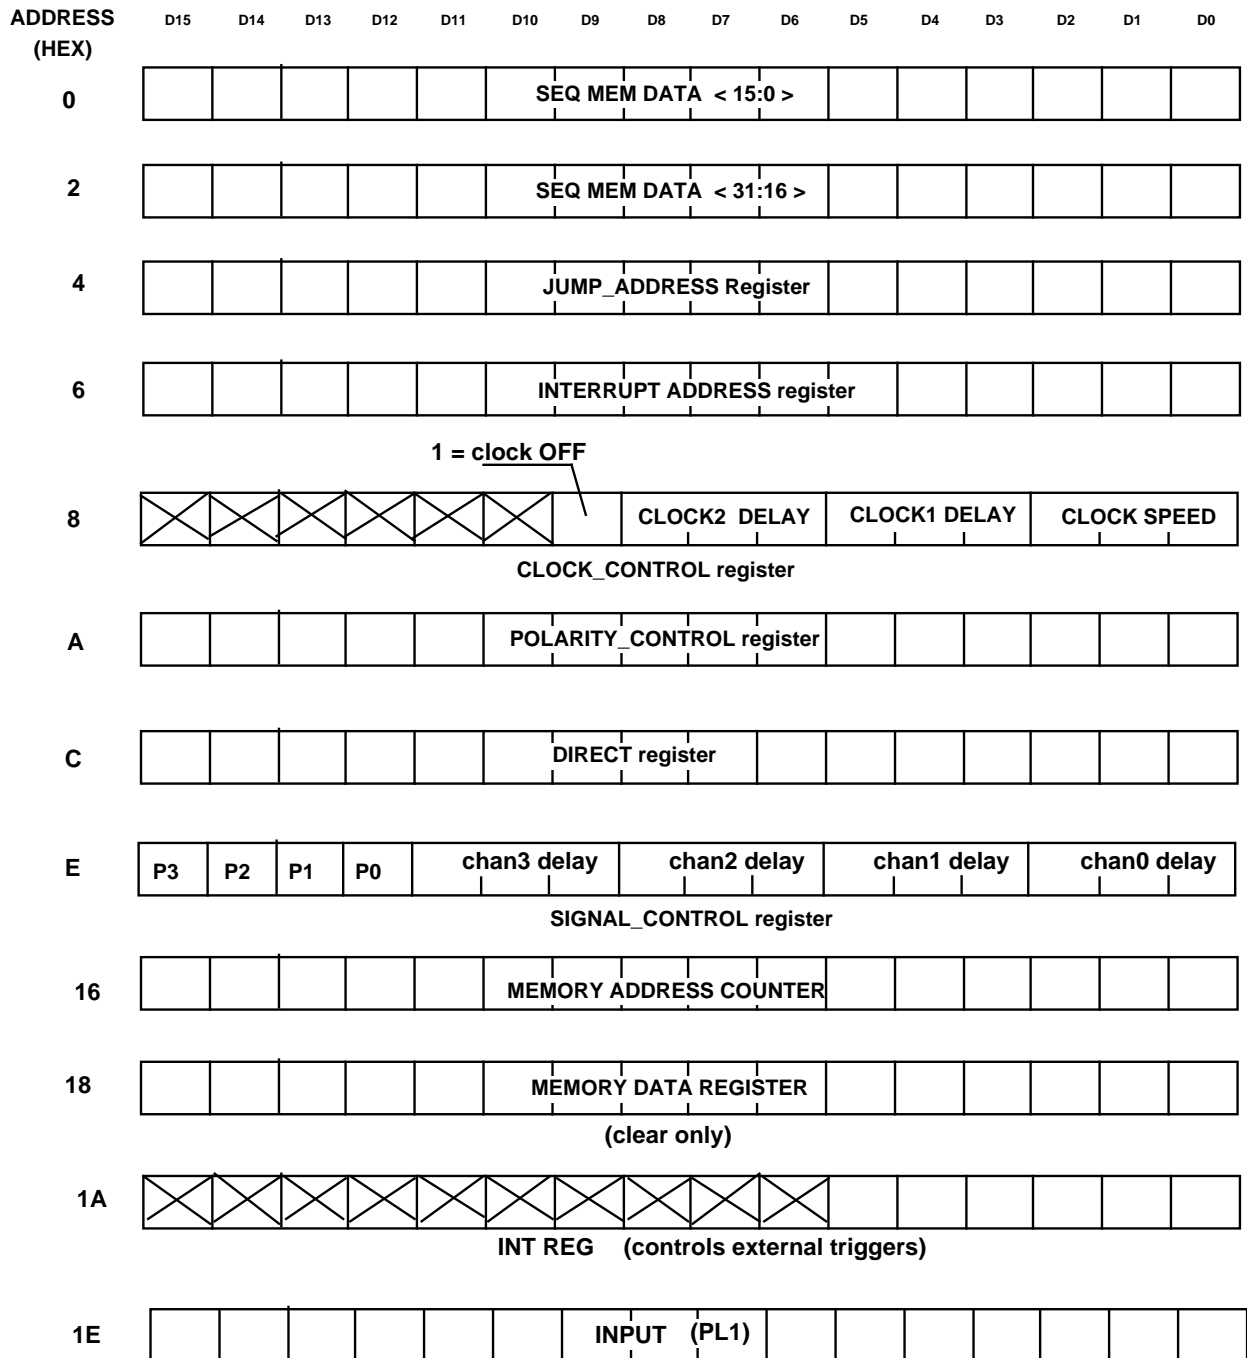 ADDRESS D15 D14 D13 D12 D11 D10 D9 D8 D7 D6 D5 D4 D3 D2 D1 D0
(HEX)
0 SEQ MEM DATA < 15:0 >
2 SEQ MEM DATA < 31:16 >
4 JUMP_ADDRESS Register
6 INTERRUPT ADDRESS register
1 = clock OFF
8 CLOCK2 DELAY CLOCK1 DELAY CLOCK SPEED
CLOCK_CONTROL register
A POLARITY_CONTROL register
C DIRECT register
E P3 P2 P1 P0 chan3 delay chan2 delay chan1 delay chan0 delay
SIGNAL_CONTROL register
16 MEMORY ADDRESS COUNTER
18 MEMORY DATA REGISTER
(clear only)
1A
INT REG (controls external triggers)
1E INPUT (PL1)